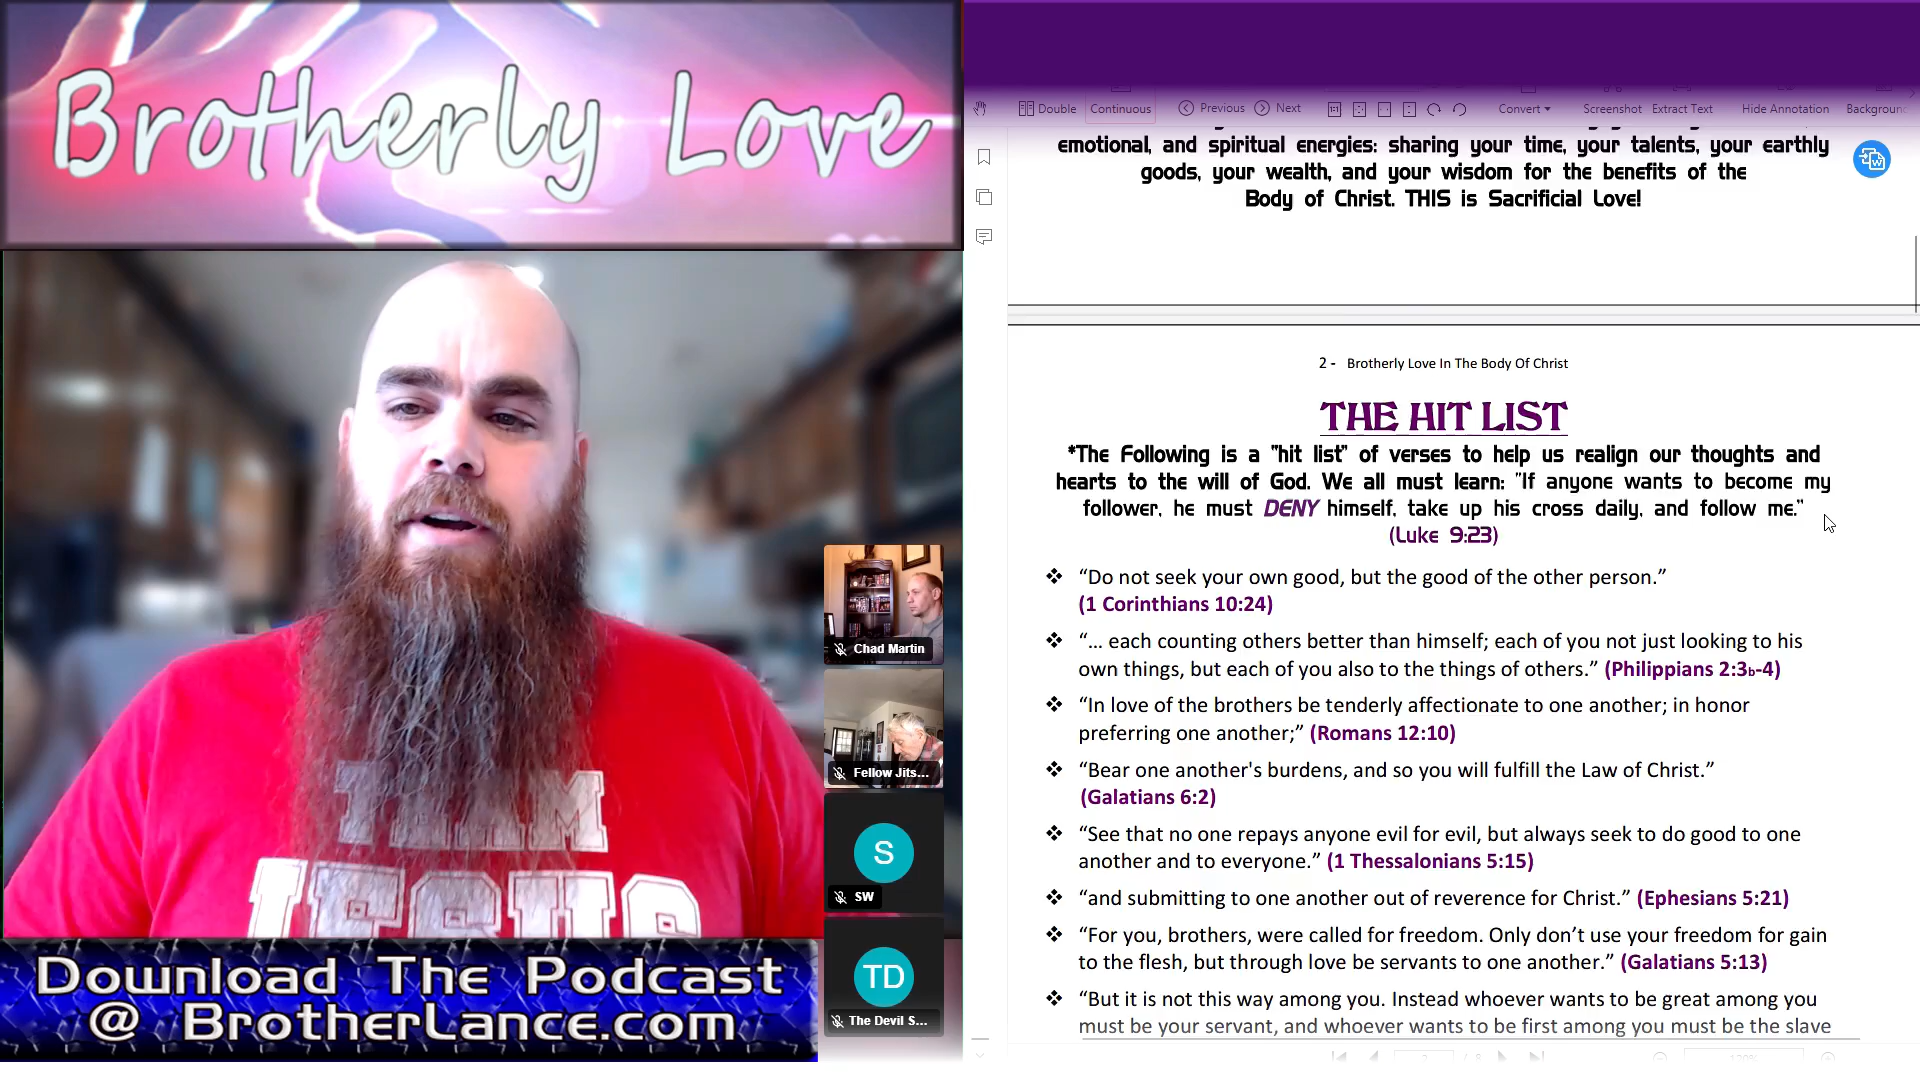 Brotherly Love
TEAM
JESUS
Chad Martin
Fellow Jits...
S
SW
TD
The Devil S...
Download The Podcast
@ BrotherLance.com
Double
Continuous
Previous
Next
Convert
Screenshot
Extract Text
Hide Annotation
emotional, and spiritual energies: sharing your time, your talents, your earthly
goods, your wealth, and your wisdom for the benefits of the
Body of Christ. THIS is Sacrificial Love!
2 - Brotherly Love In The Body Of Christ
THE HIT LIST
*The Following is a "hit list" of verses to help us realign our thoughts and
hearts to the will of God. We all must learn: "If anyone wants to become my
follower, he must DENY himself, take up his cross daily, and follow me."
(Luke 9:23)
❖ “Do not seek your own good, but the good of the other person.”
(1 Corinthians 10:24)
❖ “... each counting others better than himself; each of you not just looking to his
own things, but each of you also to the things of others.” (Philippians 2:3b-4)
❖ “In love of the brothers be tenderly affectionate to one another; in honor
preferring one another;” (Romans 12:10)
❖ “Bear one another's burdens, and so you will fulfill the Law of Christ.”
(Galatians 6:2)
❖ “See that no one repays anyone evil for evil, but always seek to do good to one
another and to everyone.” (1 Thessalonians 5:15)
❖ “and submitting to one another out of reverence for Christ.” (Ephesians 5:21)
❖ “For you, brothers, were called for freedom. Only don’t use your freedom for gain
to the flesh, but through love be servants to one another.” (Galatians 5:13)
❖ “But it is not this way among you. Instead whoever wants to be great among you
must be your servant, and whoever wants to be first among you must be the slave